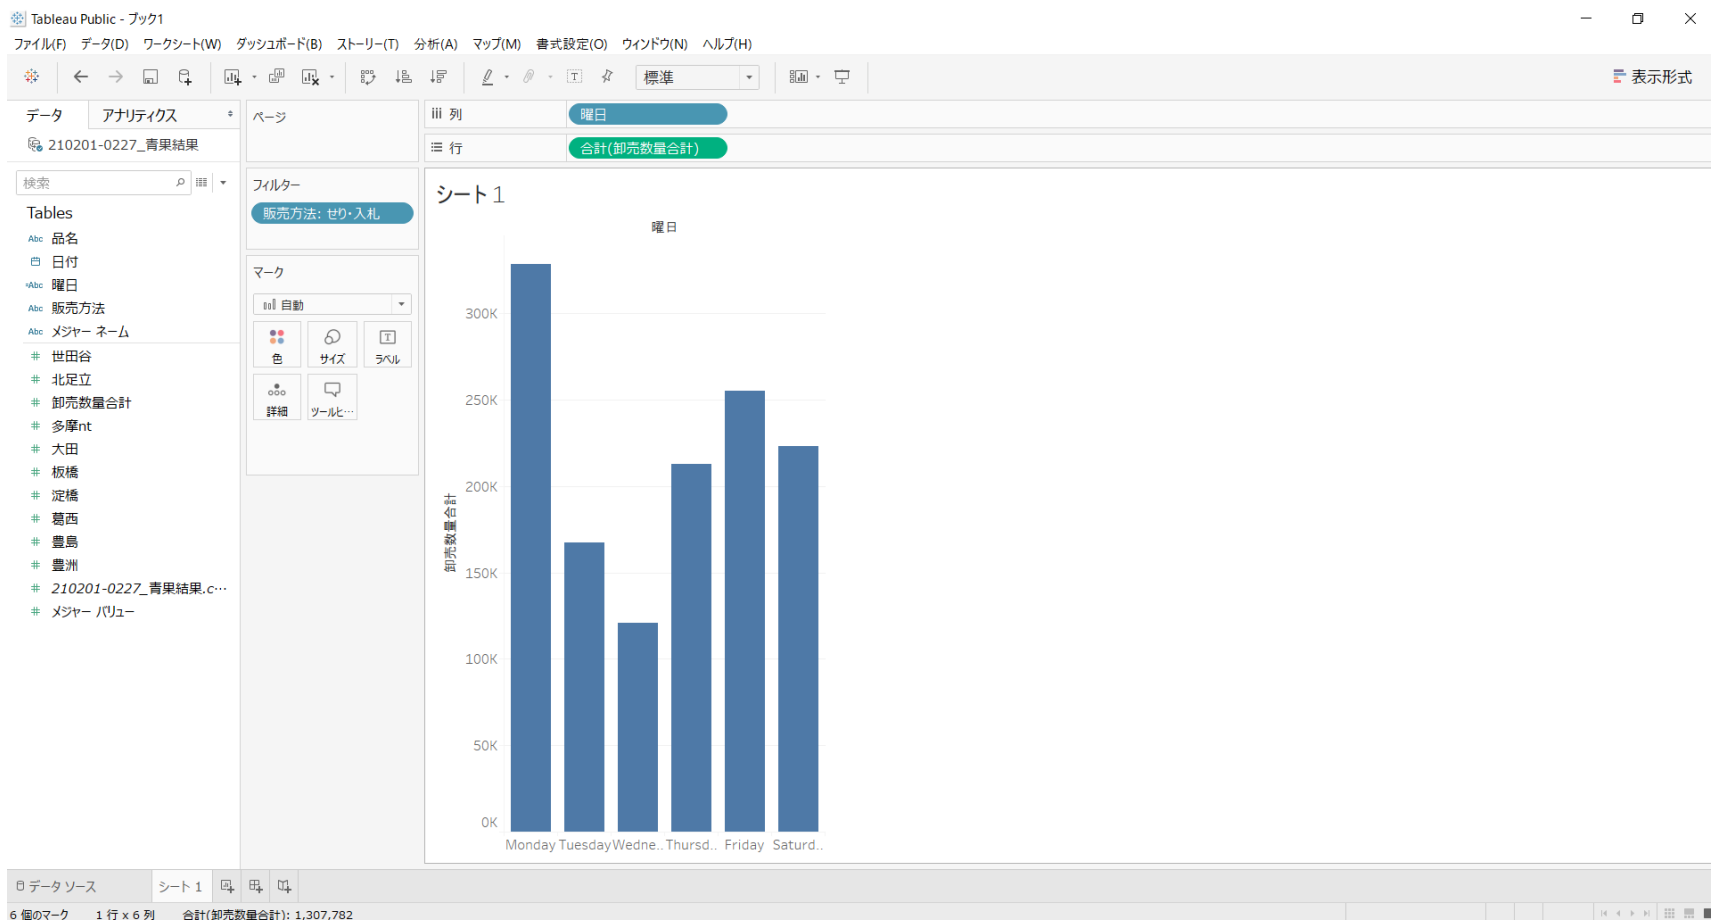 Tableau Public - ブック1
ファイル(F) データ(D) ワークシート(W) ダッシュボード(B) ストーリー(T) 分析(A) マップ(M) 書式設定(O) ウィンドウ(N) ヘルプ(H)
標準
表示形式
データ
アナリティクス
210201-0227_青果結果
検索
Tables
Abc 品名
日付
Abc 曜日
Abc 販売方法
Abc メジャー ネーム
世田谷
北足立
卸売数量合計
多摩nt
大田
板橋
淀橋
葛西
豊島
豊洲
210201-0227_青果結果.c…
メジャー バリュー
ページ
フィルター
販売方法: せり・入札
マーク
自動
色
サイズ
ラベル
詳細
ツールヒ…
列
曜日
行
合計(卸売数量合計)
シート 1
曜日
卸売数量合計
300K
250K
200K
150K
100K
50K
0K
Monday Tuesday Wedne.. Thursd.. Friday Saturd..
データ ソース
シート 1
6 個のマーク 1 行 x 6 列 合計(卸売数量合計): 1,307,782